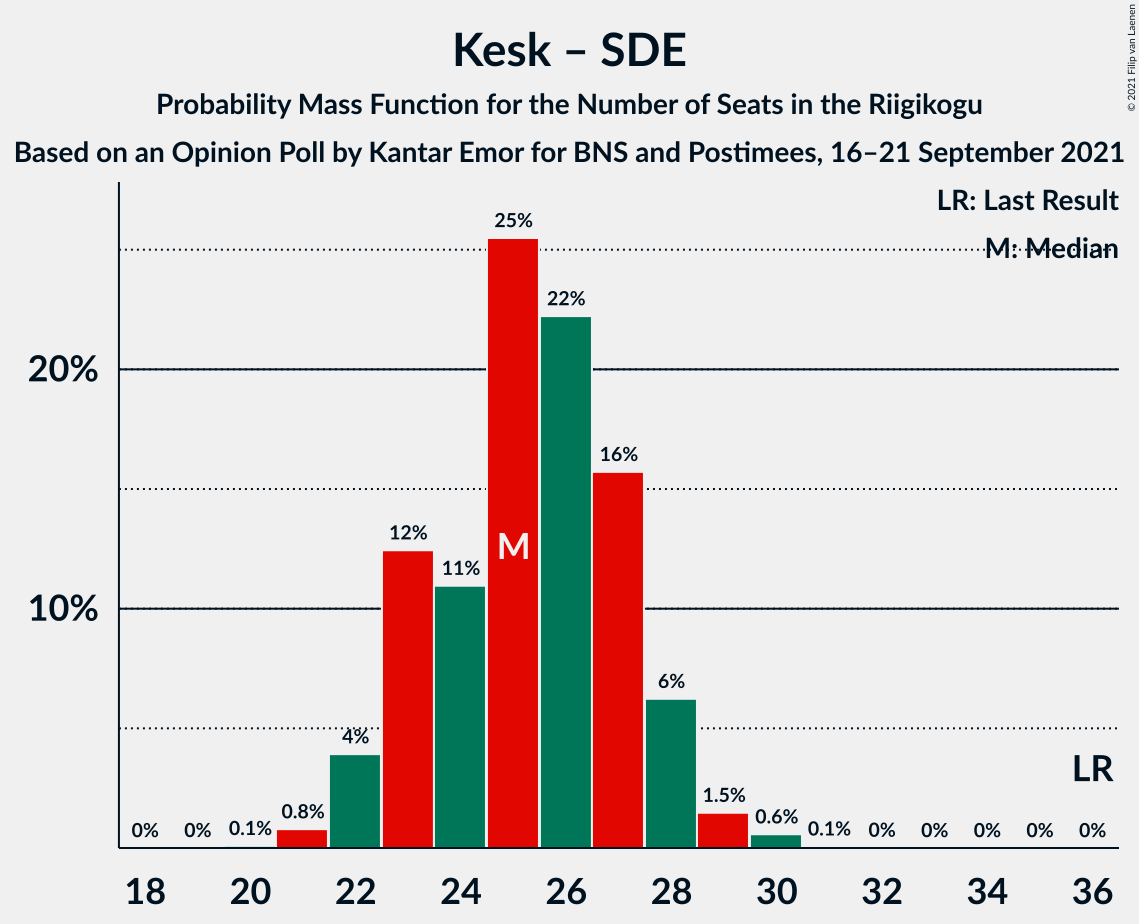 Kesk – SDE
Probability Mass Function for the Number of Seats in the Riigikogu
Based on an Opinion Poll by Kantar Emor for BNS and Postimees, 16–21 September 2021
© 2021 Filip van Laenen
LR: Last Result
M: Median
25%
22%
20%
16%
12%
11%
M
10%
6%
4%
LR
1.5%
0.8%
0.6%
0% 0% 0.1% 0.1% 0% 0% 0% 0% 0%
18 20 22 24 26 28 30 32 34 36